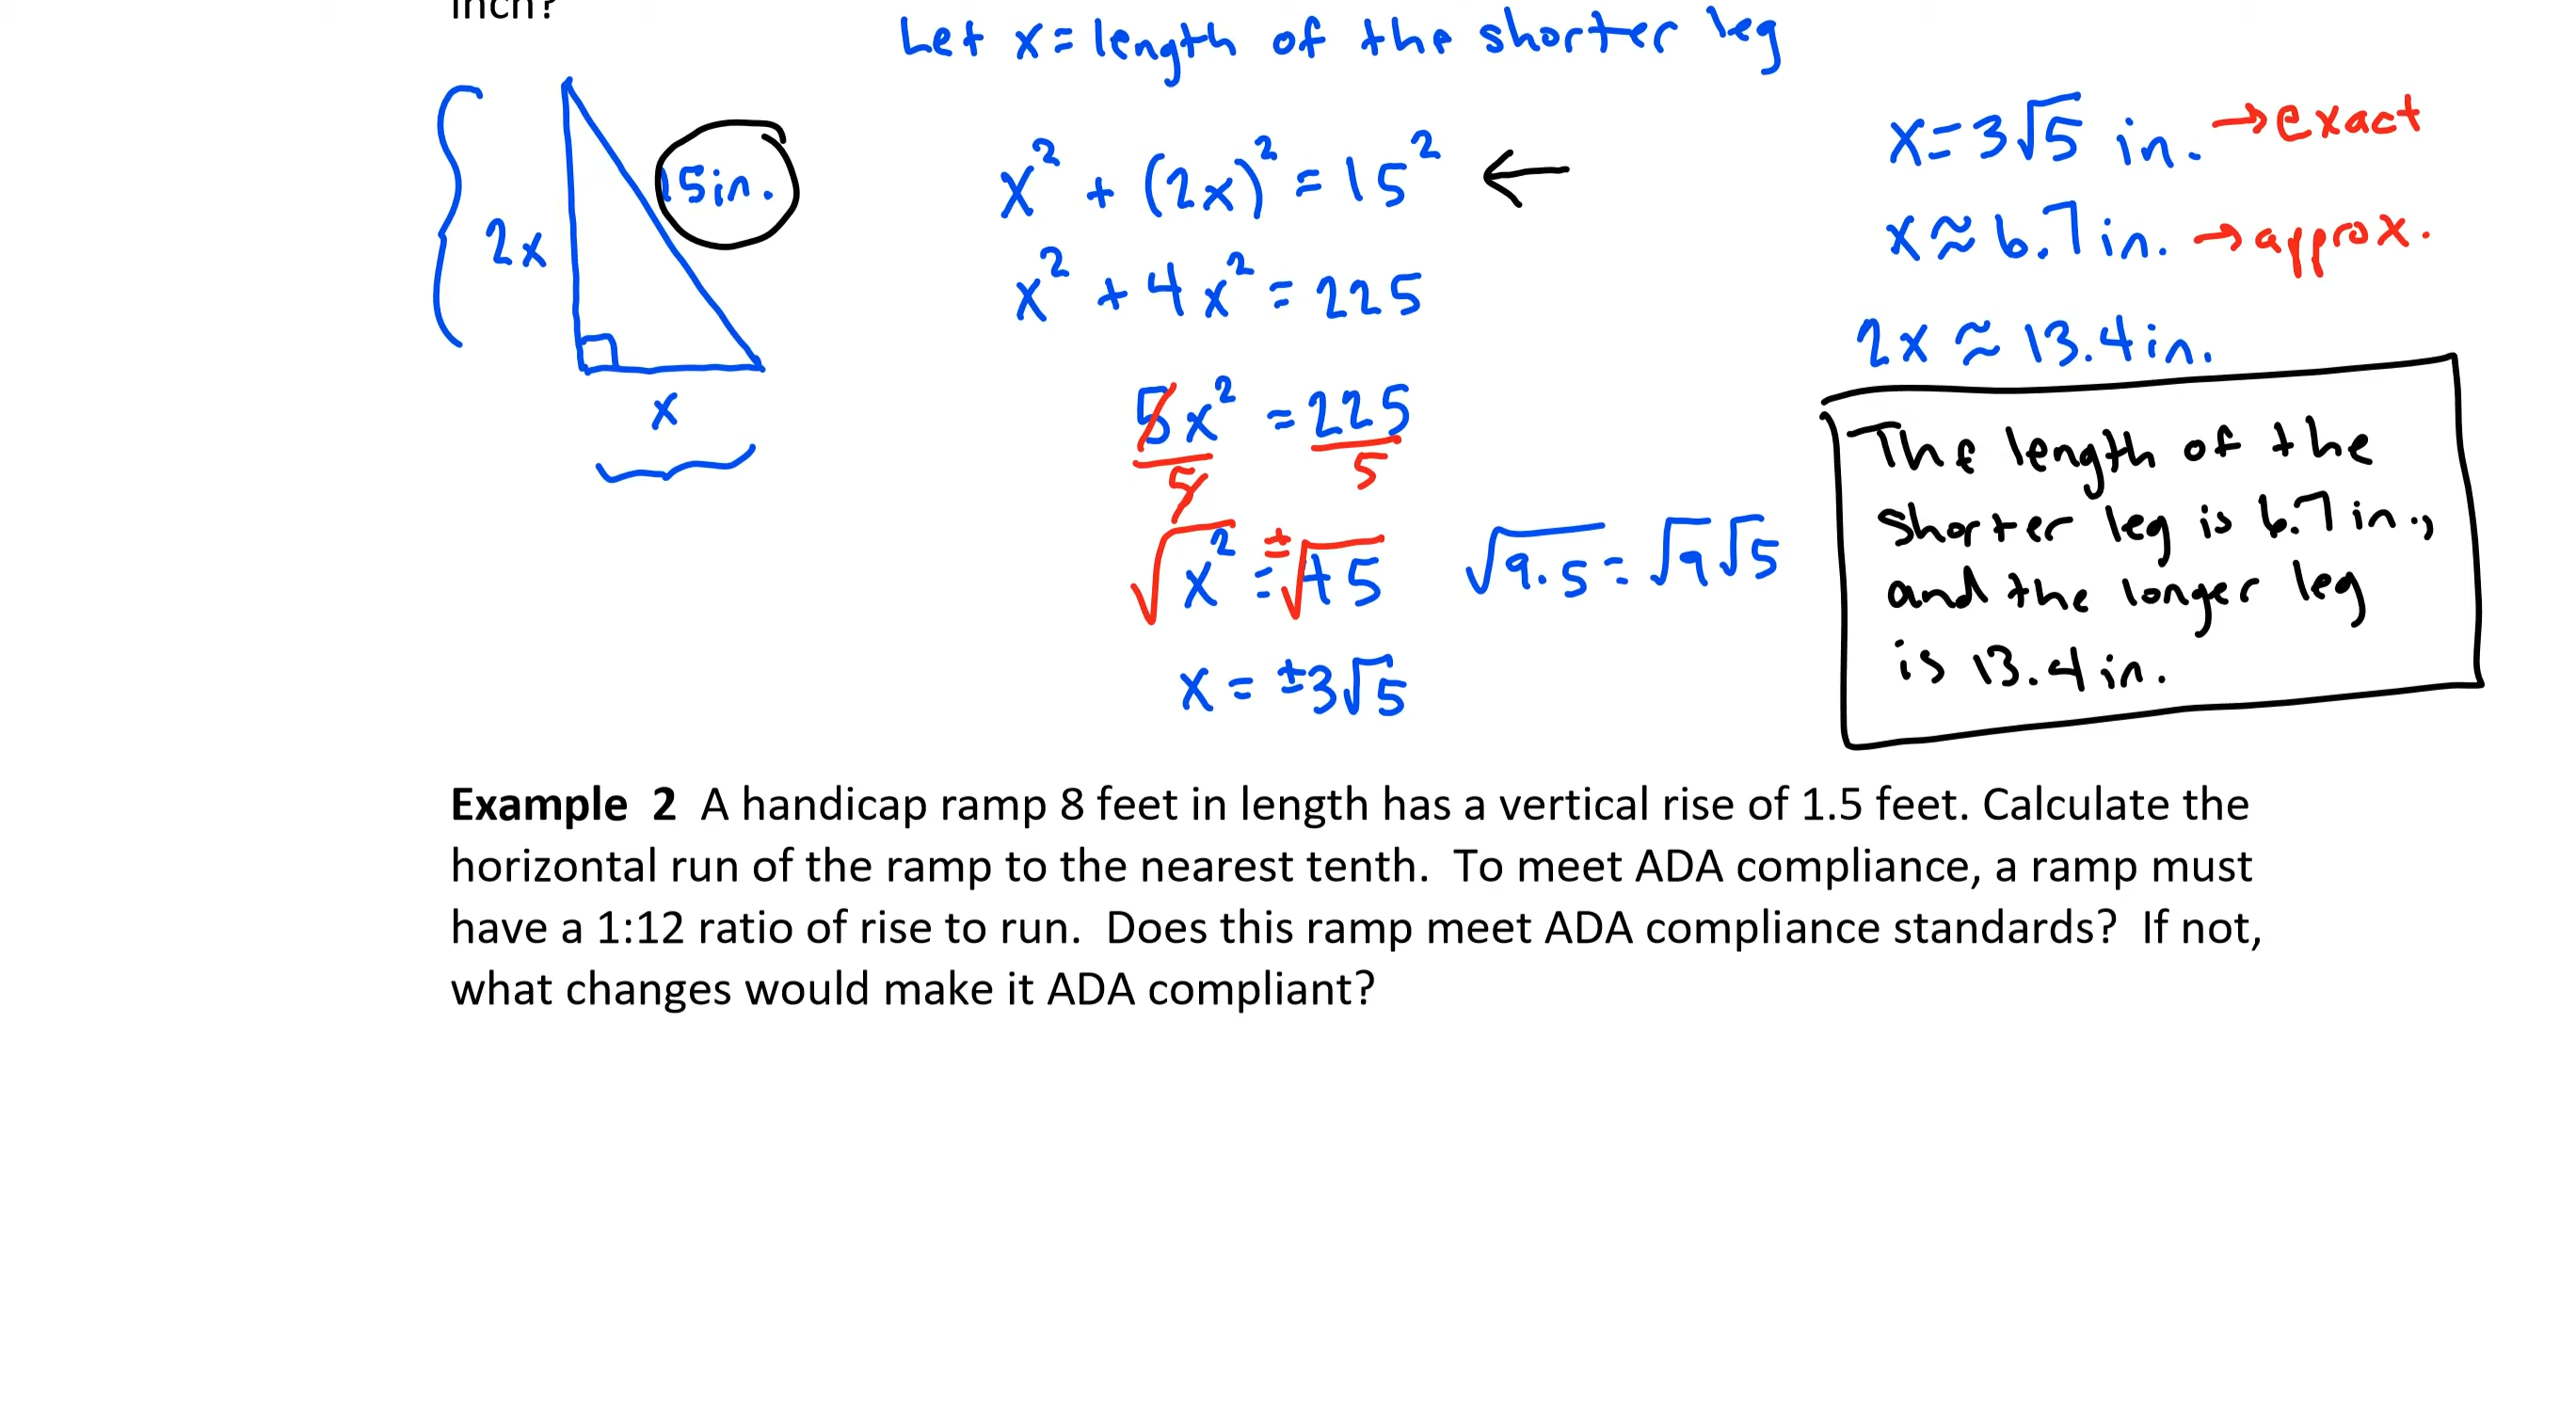 inch?
Let x = length of the shorter leg
2x
15in.
x
x² + (2x)² = 15² ←
x² + 4x² = 225
5x² = 225
5 5
√x² = ±√45 √9·5 = √9√5
x = ±3√5
x = 3√5 in. → exact
x ≈ 6.7 in. → approx.
2x ≈ 13.4 in.
The length of the
shorter leg is 6.7 in.,
and the longer leg
is 13.4 in.
Example 2 A handicap ramp 8 feet in length has a vertical rise of 1.5 feet. Calculate the
horizontal run of the ramp to the nearest tenth. To meet ADA compliance, a ramp must
have a 1:12 ratio of rise to run. Does this ramp meet ADA compliance standards? If not,
what changes would make it ADA compliant?